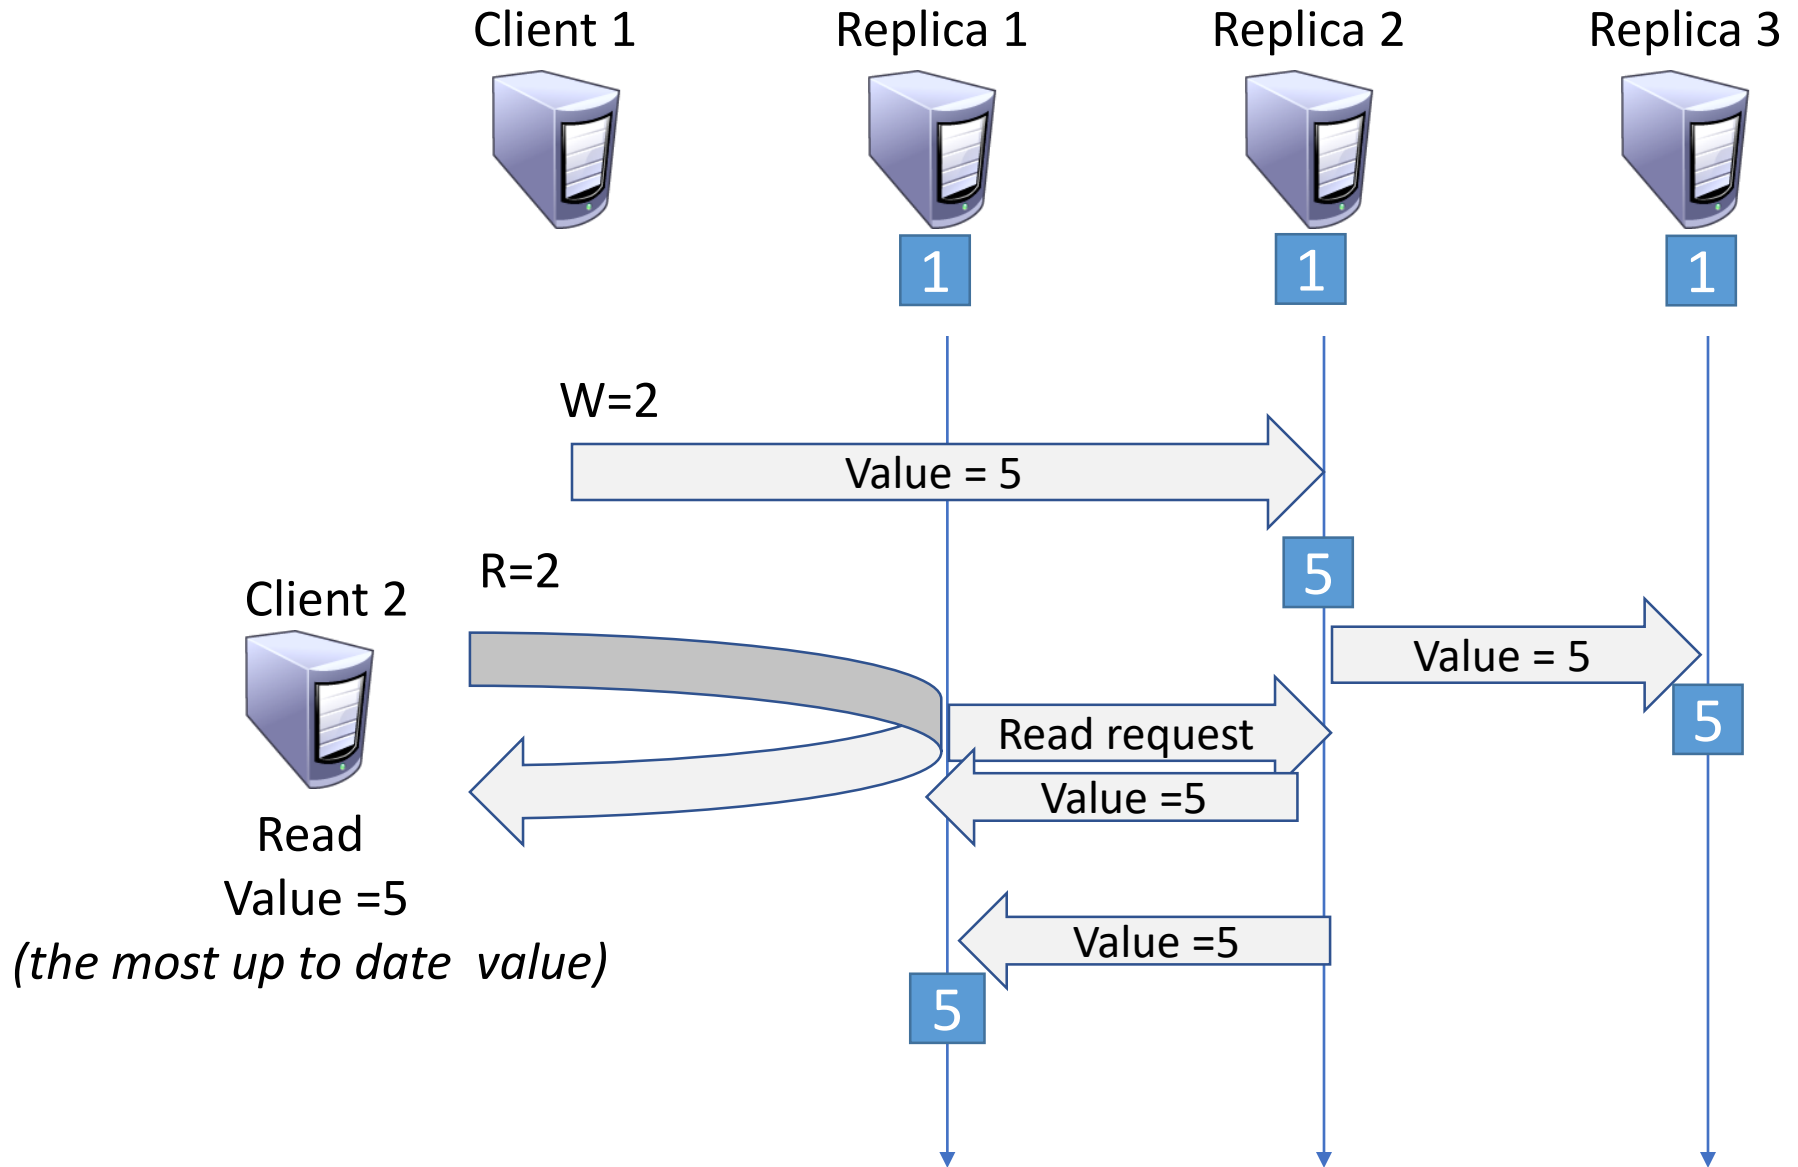 Client 1
Replica 1
Replica 2
Replica 3
1
1
1
W=2
Value = 5
R=2
5
Client 2
Value = 5
5
Read request
Value =5
Read
Value =5
(the most up to date  value)
Value =5
5